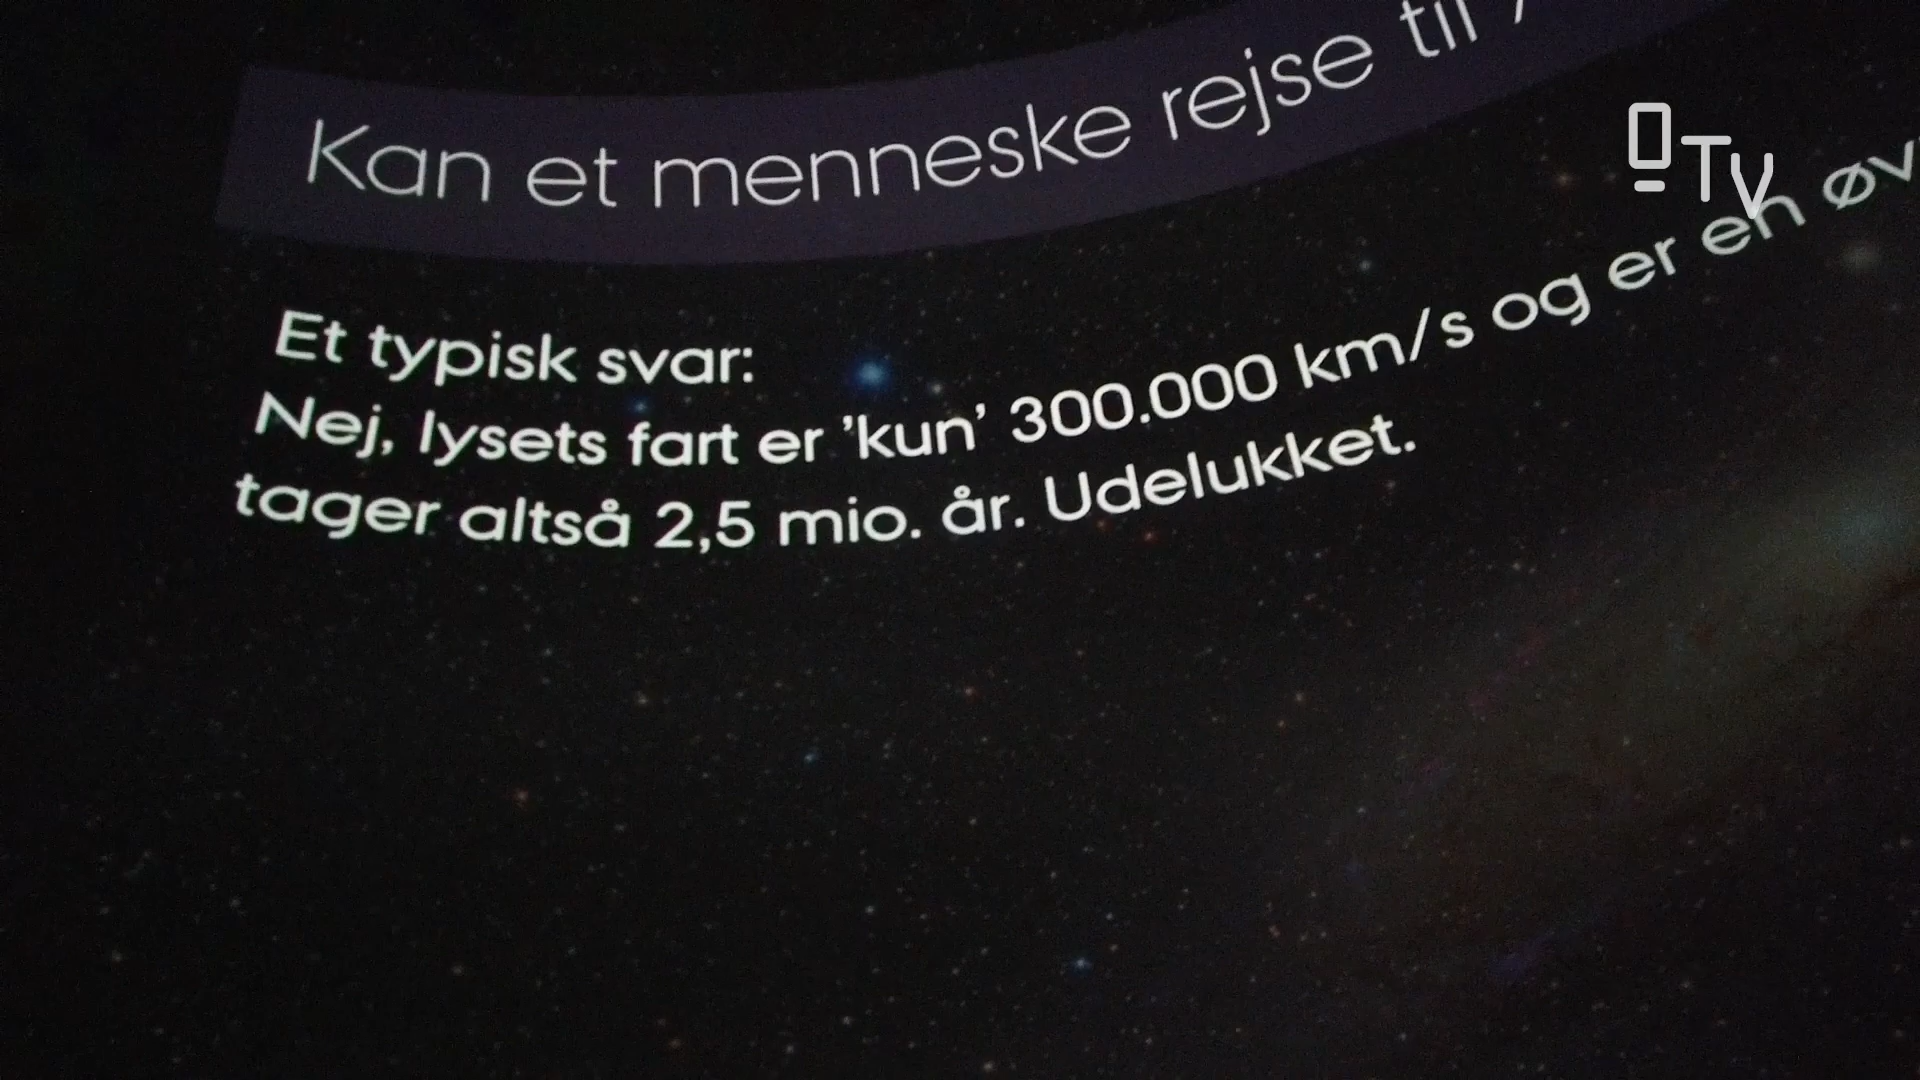 Kan et menneske rejse til
TV
Et typisk svar:
Nej, lysets fart er ’kun’ 300.000 km/s og er en
tager altså 2,5 mio. år. Udelukket.